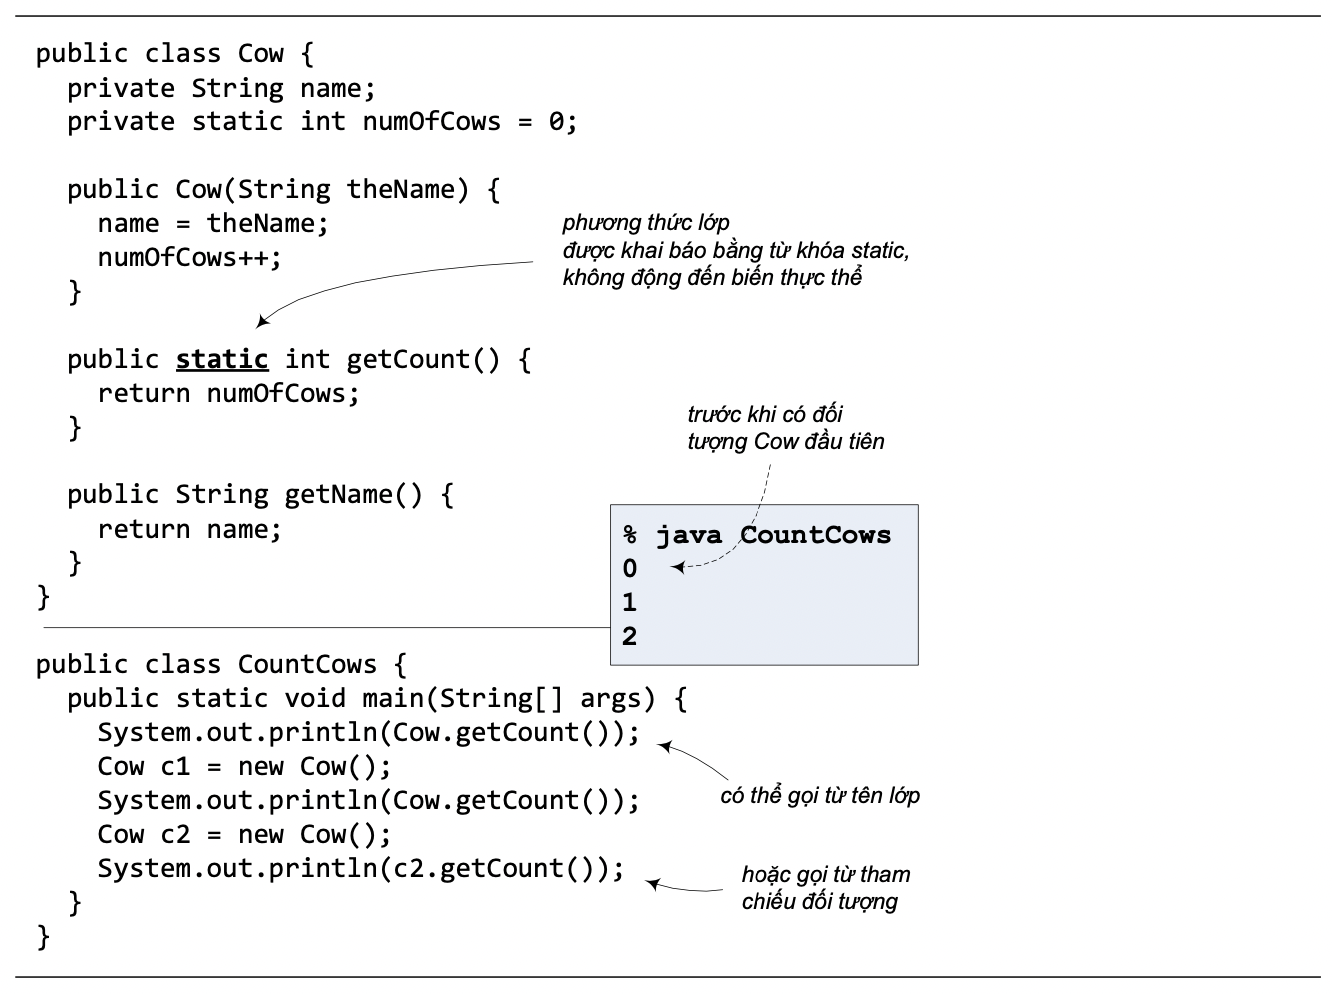 public class Cow {
private String name;
private static int numOfCows = 0;
public Cow(String theName) {
name = theName;
numOfCows++;
}
phương thức lớp
được khai báo bằng từ khóa static,
không động đến biến thực thể
public static int getCount() {
return numOfCows;
}
trước khi có đối
tượng Cow đầu tiên
public String getName() {
return name;
}
}
% java CountCows
0
1
2
public class CountCows {
public static void main(String[] args) {
System.out.println(Cow.getCount());
Cow c1 = new Cow();
System.out.println(Cow.getCount());
có thể gọi từ tên lớp
Cow c2 = new Cow();
System.out.println(c2.getCount());
hoặc gọi từ tham
chiếu đối tượng
}
}